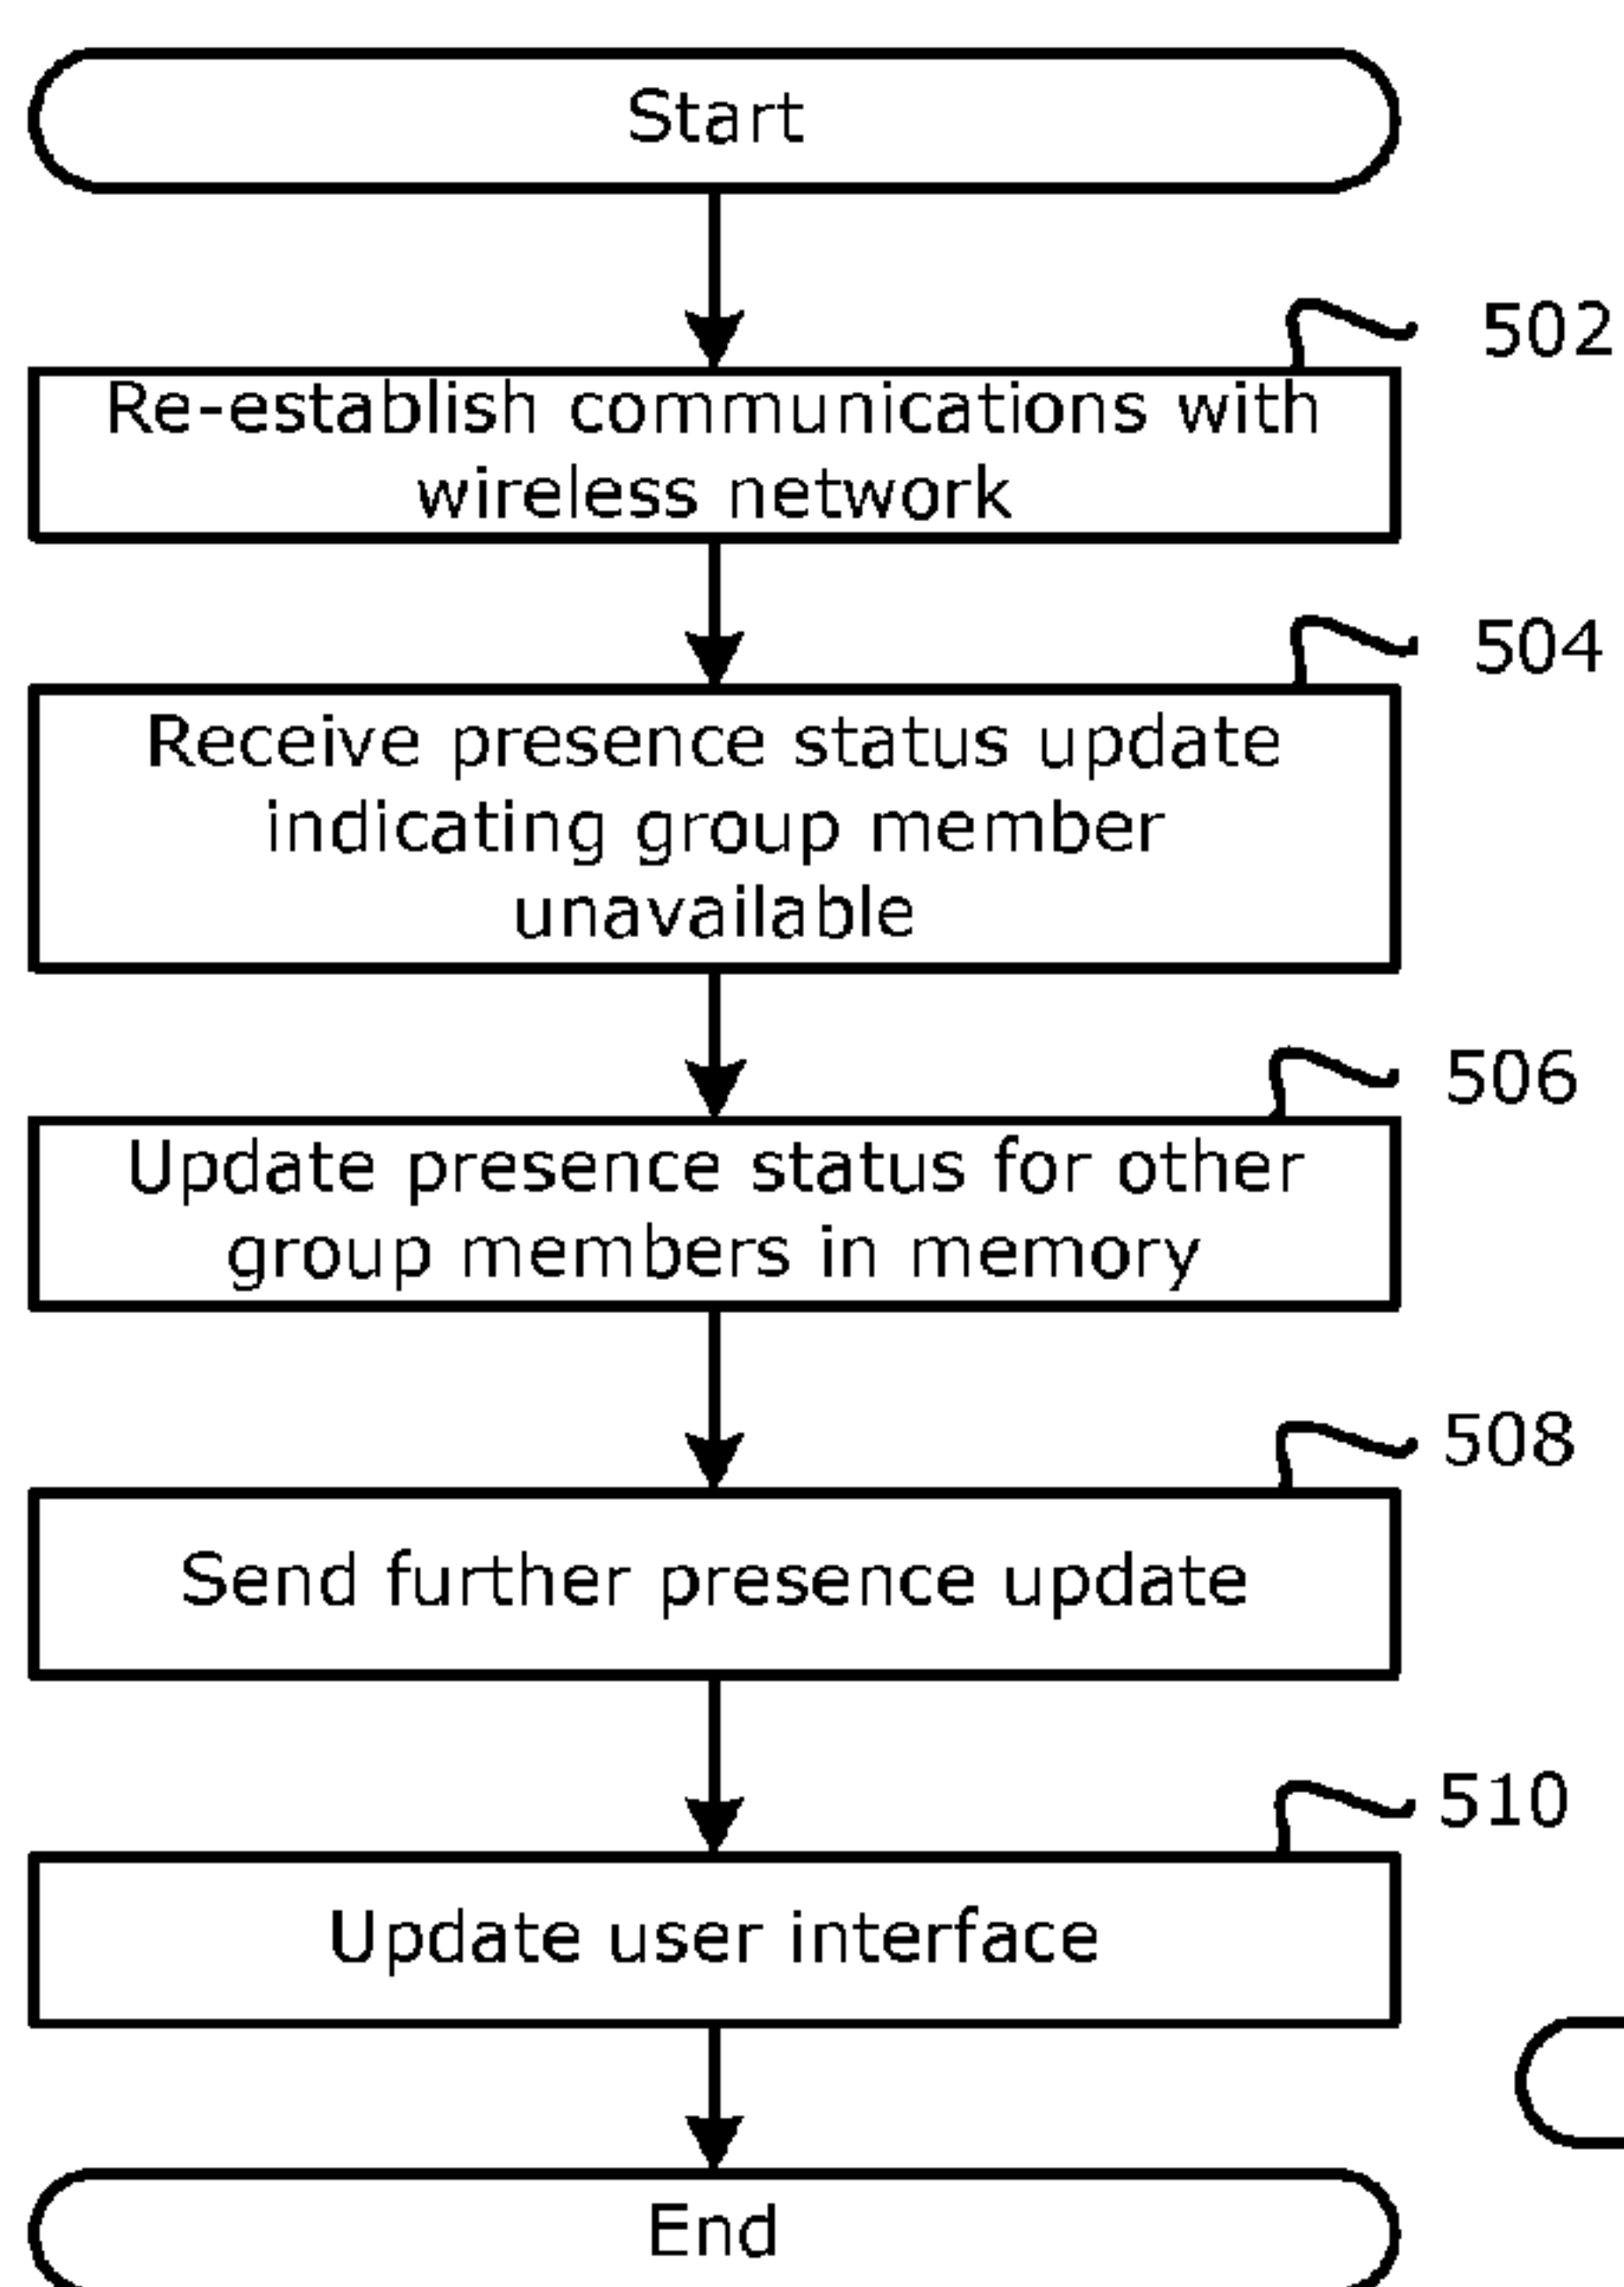 Start
502
Re-establish communications with
wireless network
504
Receive presence status update
indicating group member
unavailable
506
Update presence status for other
group members in memory
508
Send further presence update
510
Update user interface
End